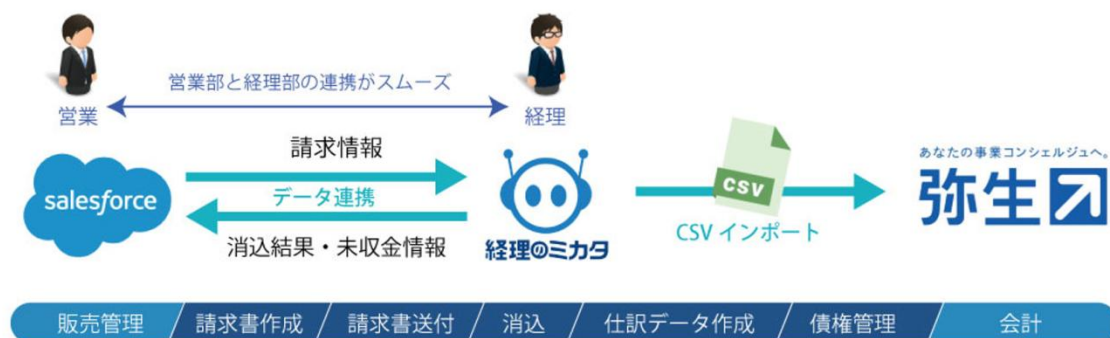 営業部と経理部の連携がスムーズ
営業
経理
請求情報
データ連携
消込結果・未収金情報
salesforce
経理のミカタ
CSV
CSV インポート
あなたの事業コンシェルジュへ。
弥生
販売管理
請求書作成
請求書送付
消込
仕訳データ作成
債権管理
会計